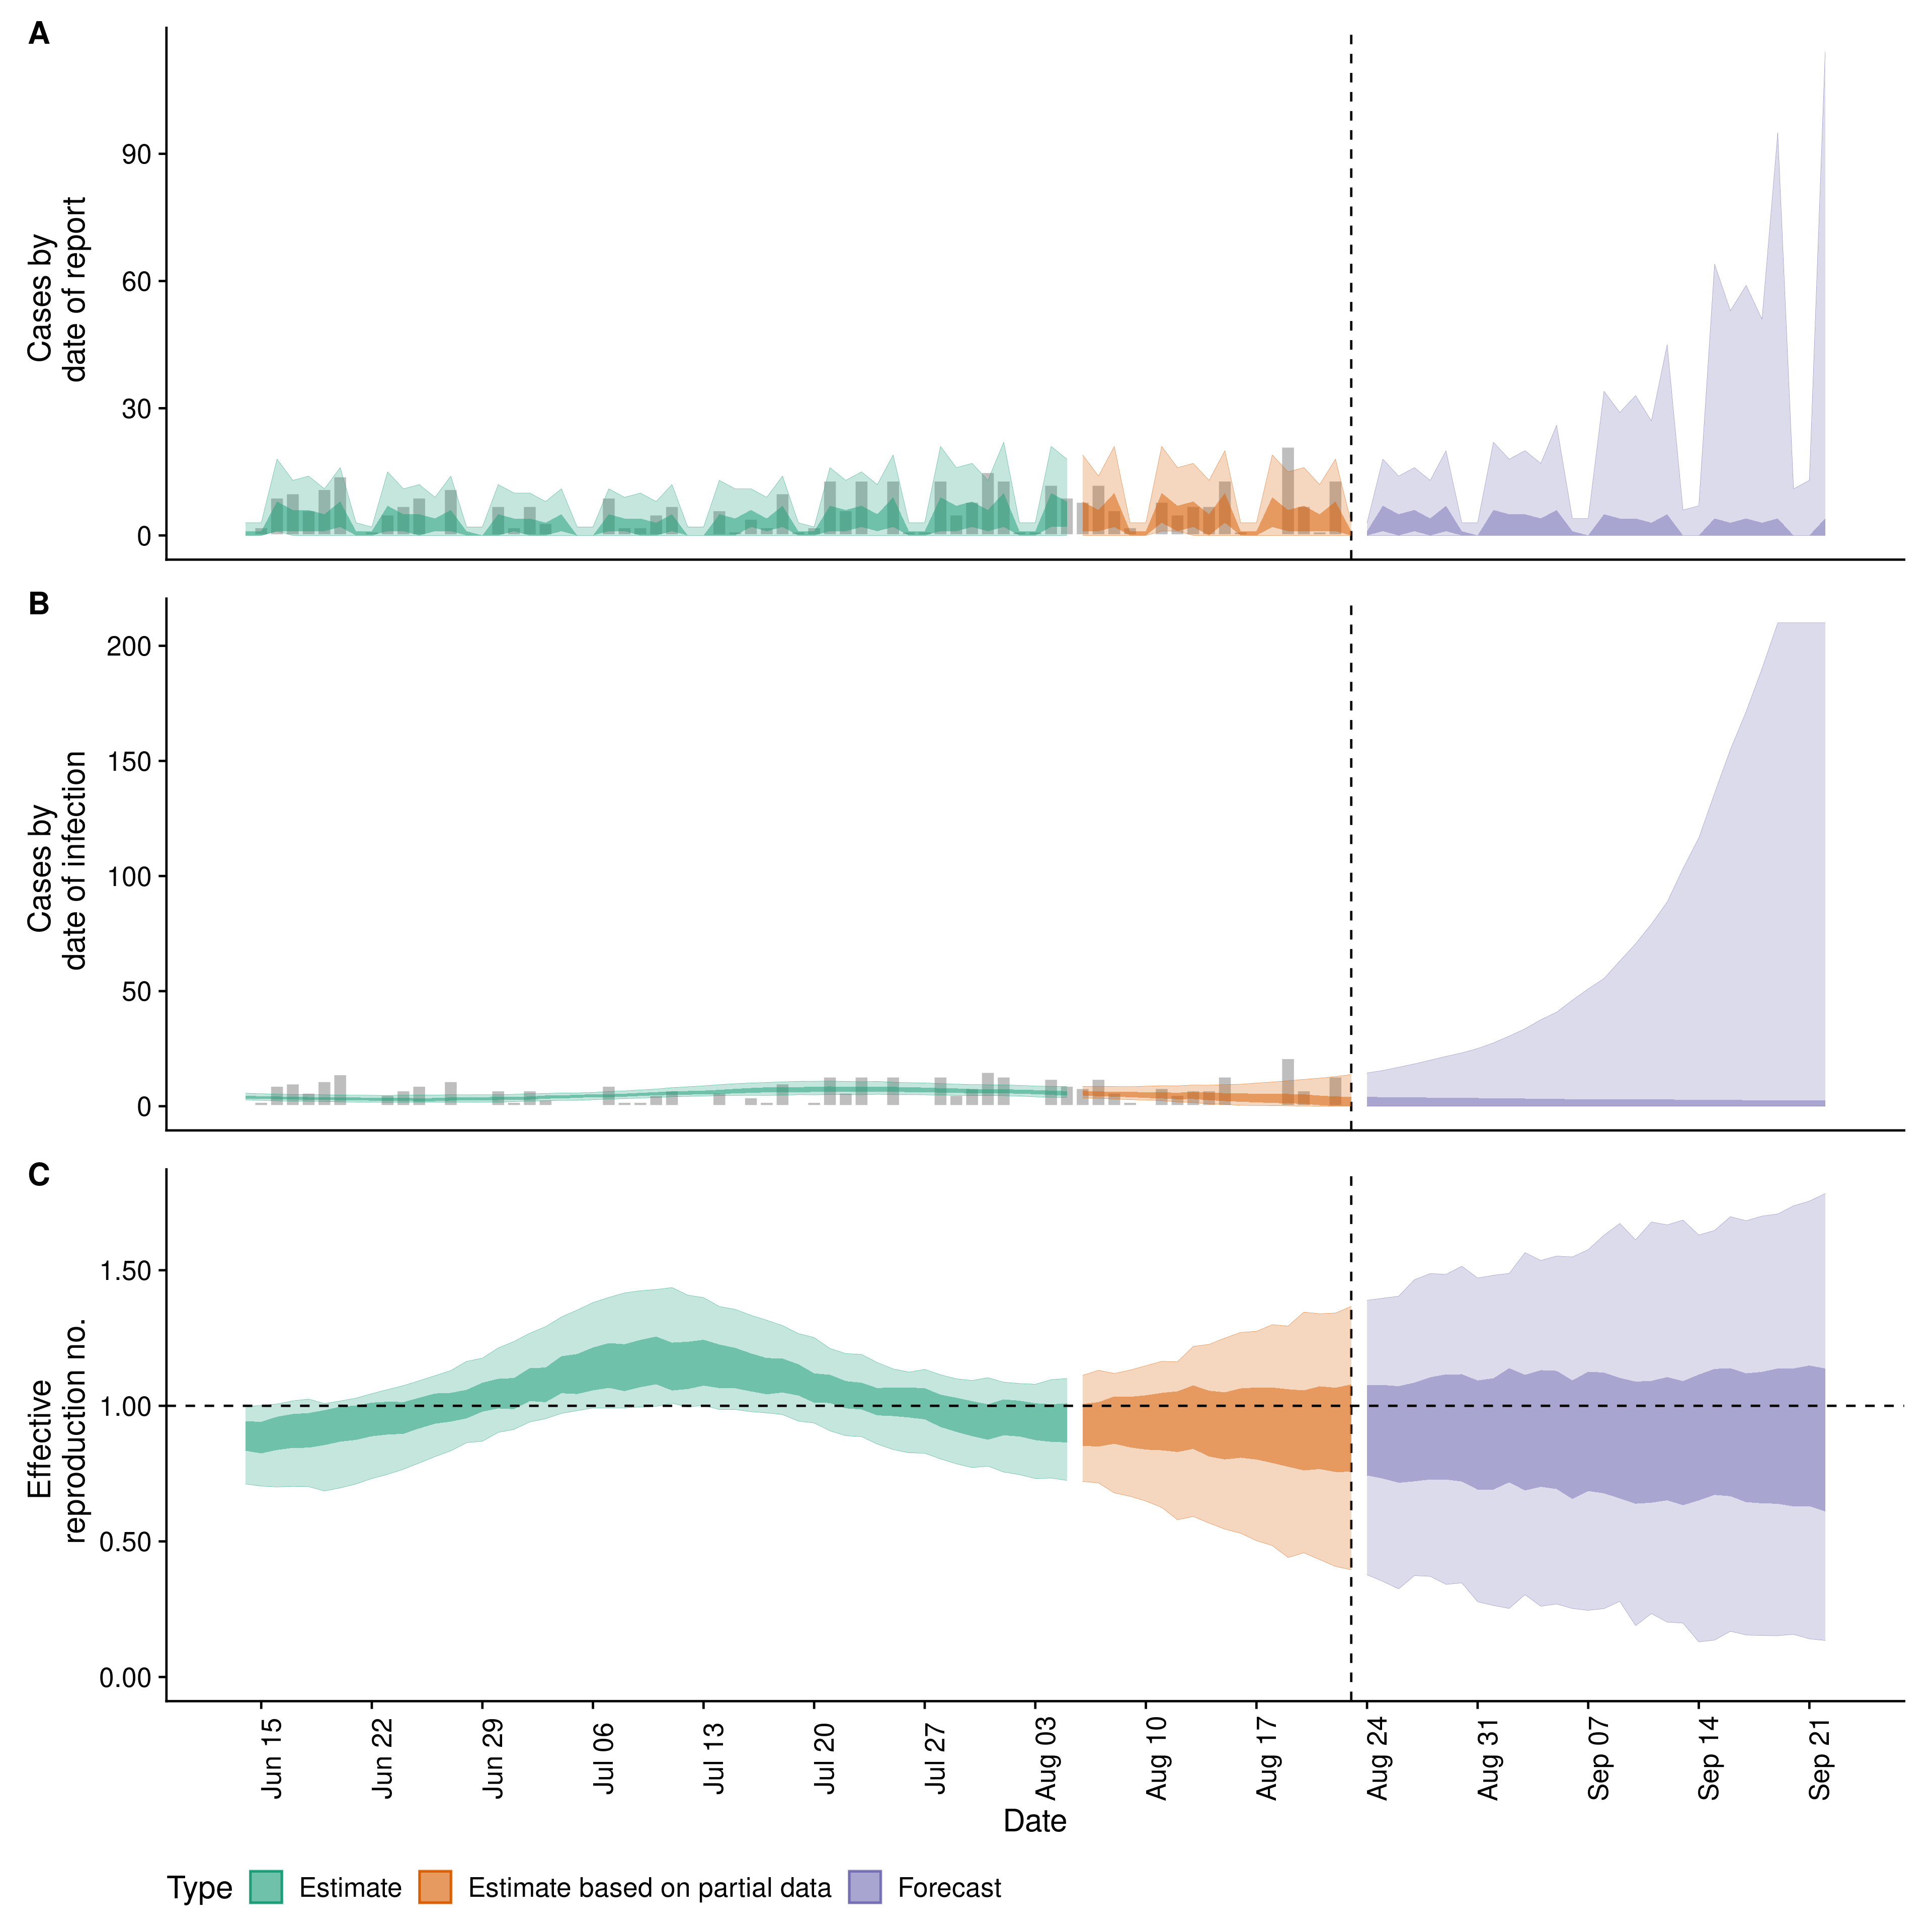 A
Cases by
date of report
90
60
30
0
B
Cases by
date of infection
200
150
100
50
0
C
Effective
reproduction no.
1.50
1.00
0.50
0.00
Jun 15
Jun 22
Jun 29
Jul 06
Jul 13
Jul 20
Jul 27
Aug 03
Aug 10
Aug 17
Aug 24
Aug 31
Sep 07
Sep 14
Sep 21
Date
Type Estimate Estimate based on partial data Forecast